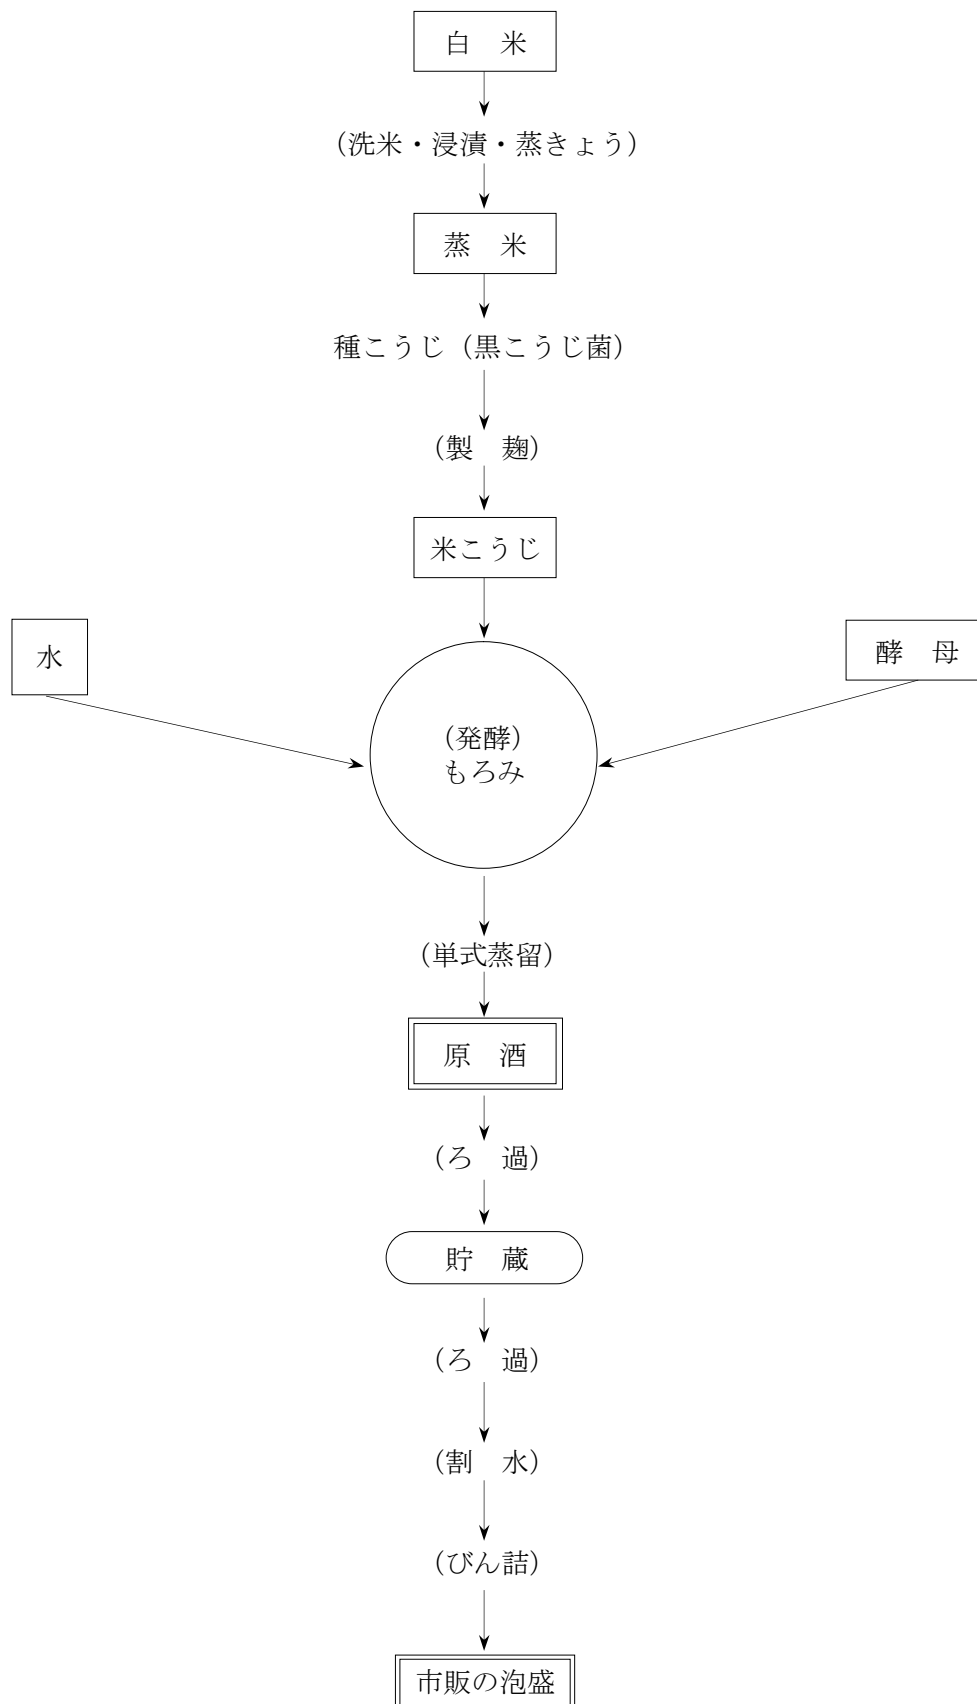 白　米
（洗米・浸漬・蒸きょう）
蒸　米
種こうじ（黒こうじ菌）
（製　麹）
米こうじ
水
酵　母
（発酵）
もろみ
（単式蒸留）
原　酒
（ろ　過）
貯　蔵
（ろ　過）
（割　水）
（びん詰）
市販の泡盛